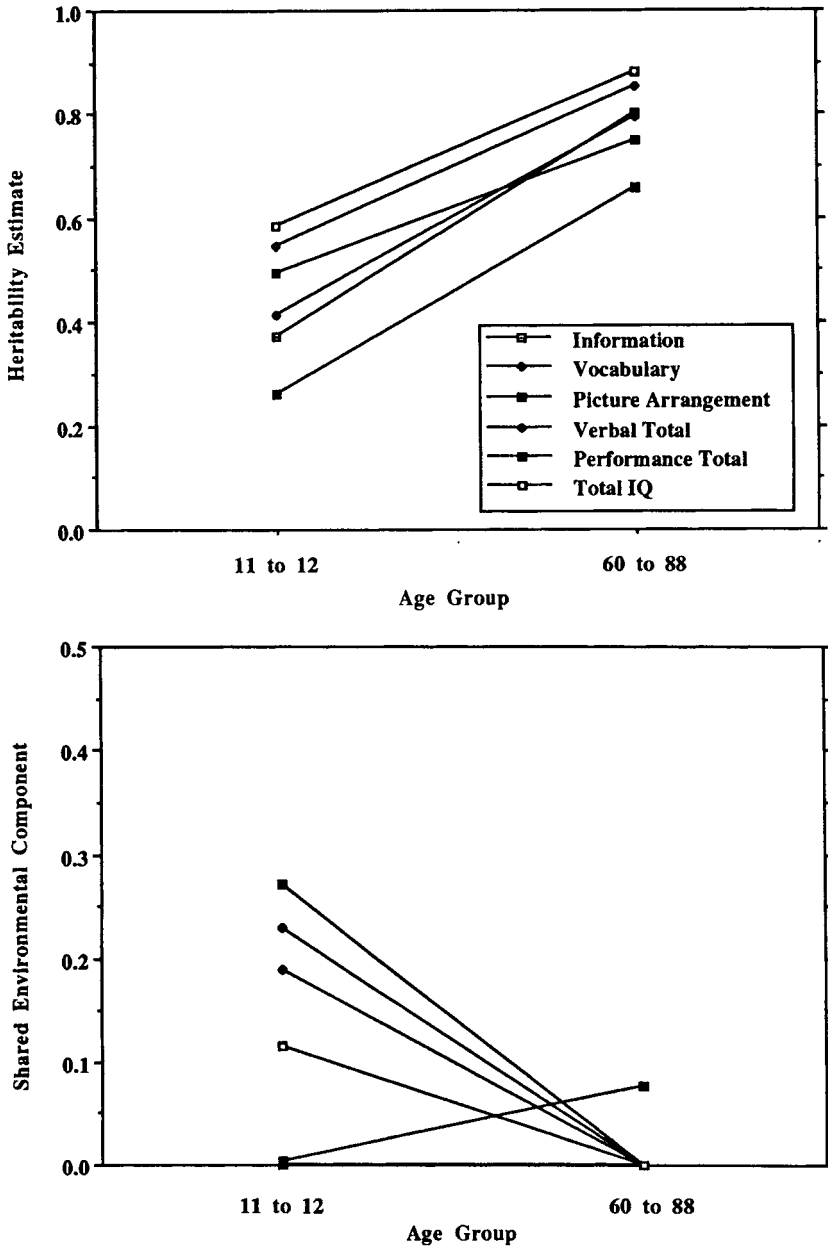 1.0
0.8
0.6
0.4
0.2
0.0
Heritability Estimate
Information
Vocabulary
Picture Arrangement
Verbal Total
Performance Total
Total IQ
11 to 12
60 to 88
Age Group
0.5
0.4
0.3
0.2
0.1
0.0
Shared Environmental Component
11 to 12
60 to 88
Age Group